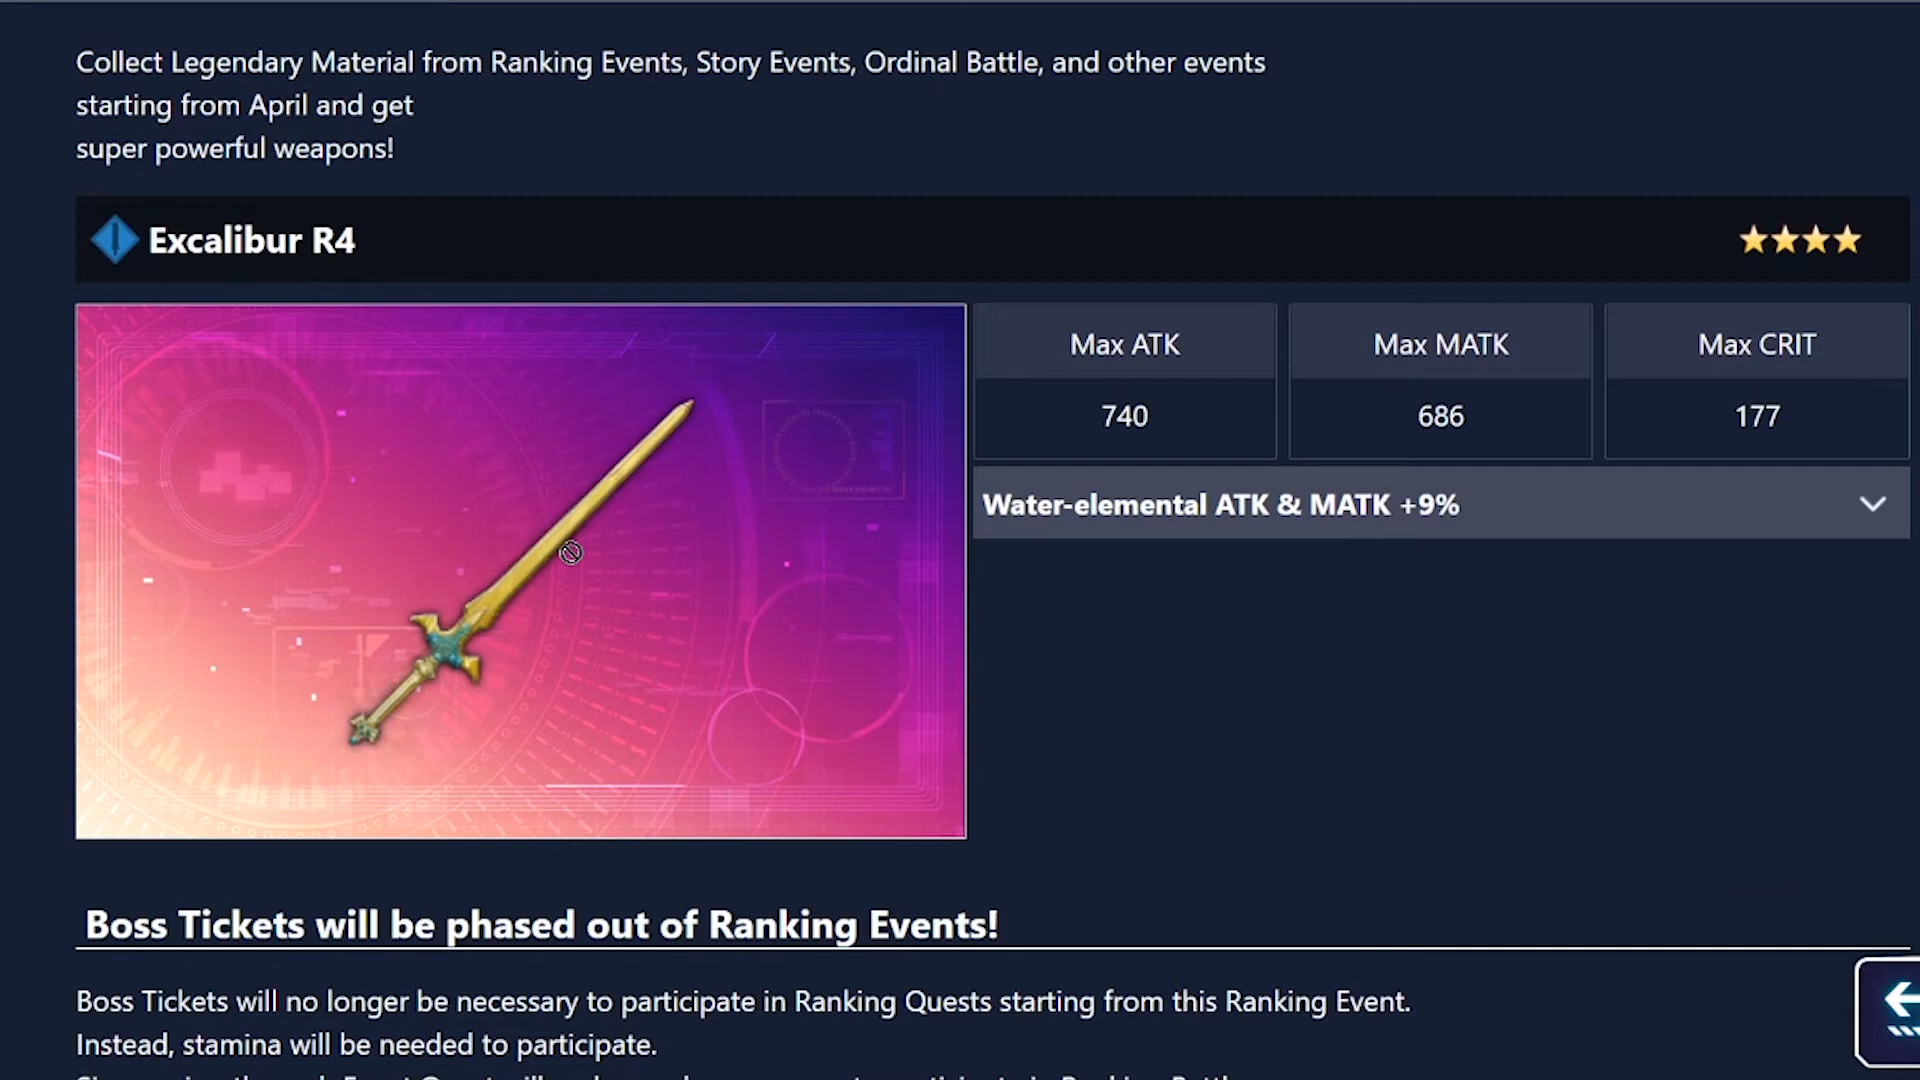 Collect Legendary Material from Ranking Events, Story Events, Ordinal Battle, and other events
starting from April and get
super powerful weapons!
Excalibur R4
Max ATK
Max MATK
Max CRIT
740
686
177
Water-elemental ATK & MATK +9%
Boss Tickets will be phased out of Ranking Events!
Boss Tickets will no longer be necessary to participate in Ranking Quests starting from this Ranking Event.
Instead, stamina will be needed to participate.